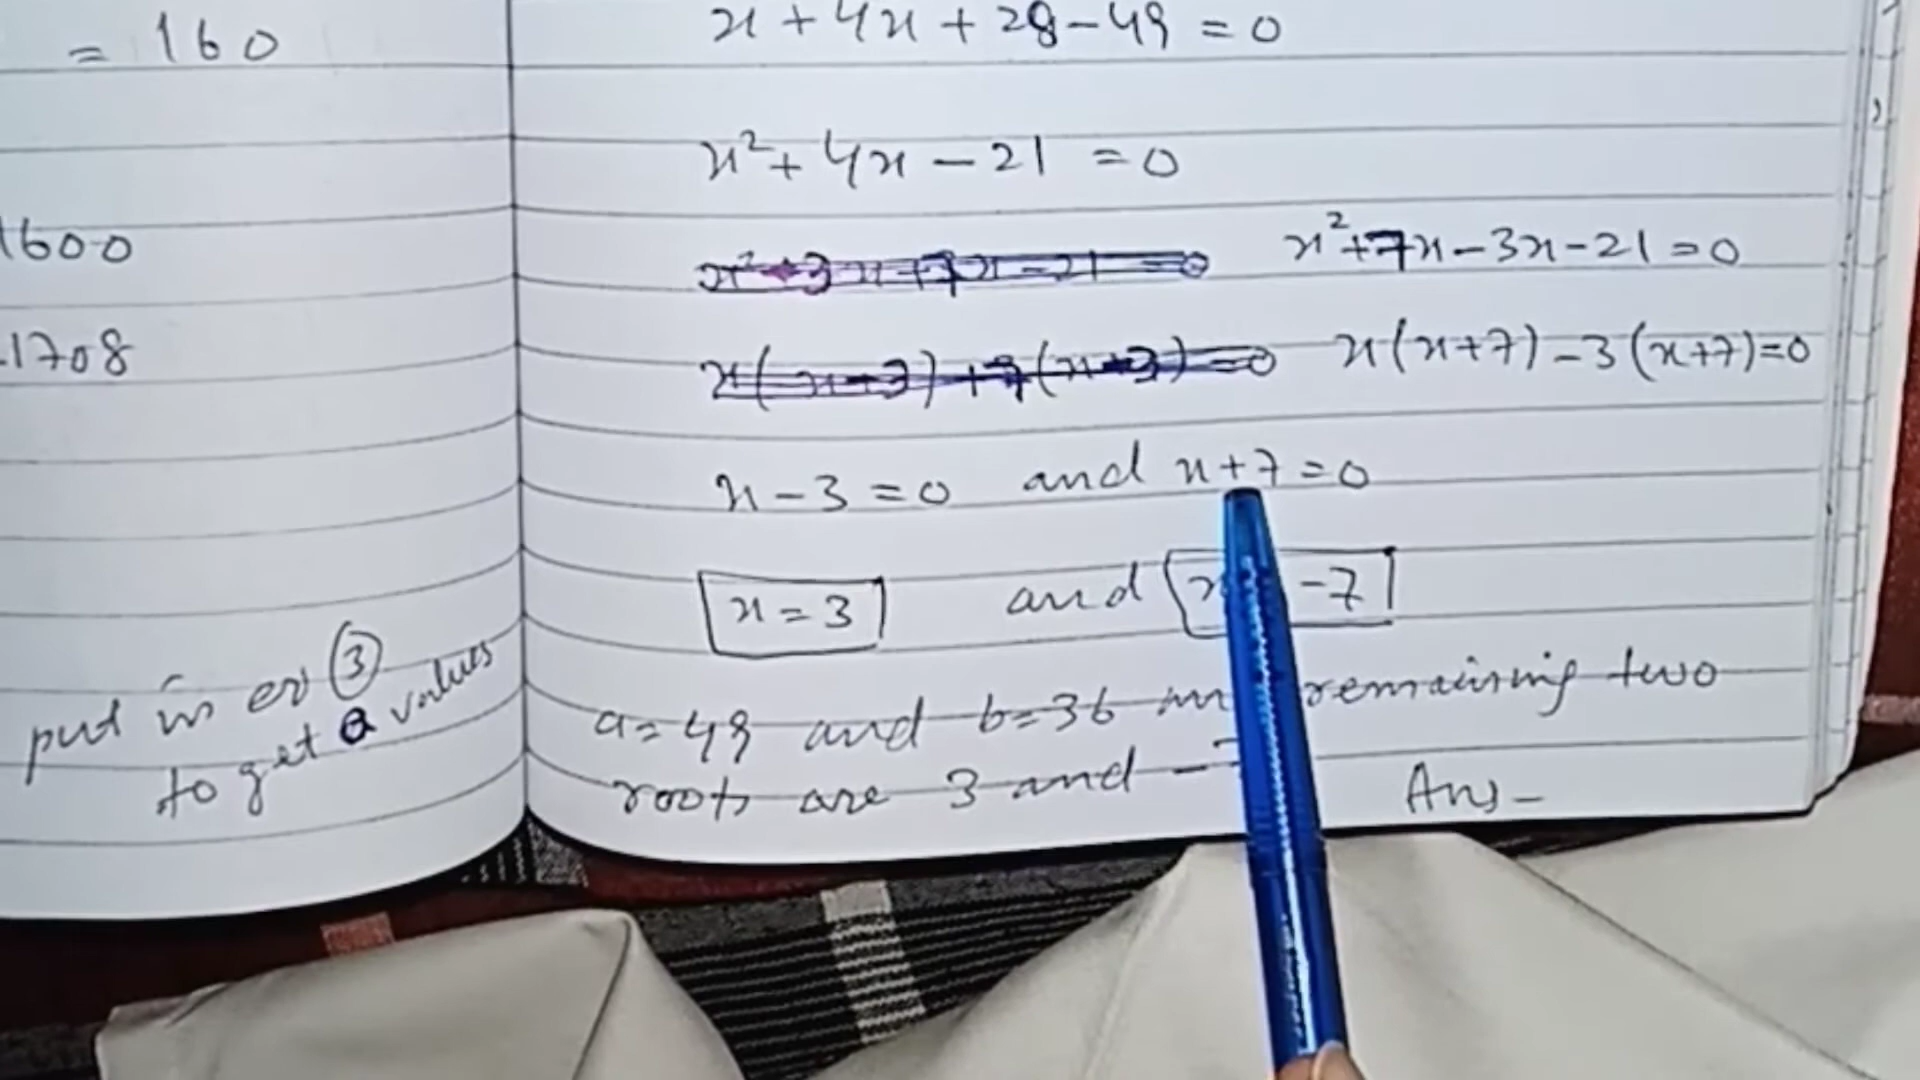 = 160
1600
1708
put in eq ③
to get a values
x + 4x + 28 - 49 = 0
x² + 4x - 21 = 0
x² + 7x - 3x - 21 = 0
x(x+7) - 3(x+7) = 0
x - 3 = 0 and x + 7 = 0
x = 3 and x -7
a = 49 and b = 36 remaining two
roots are 3 and - Ans -